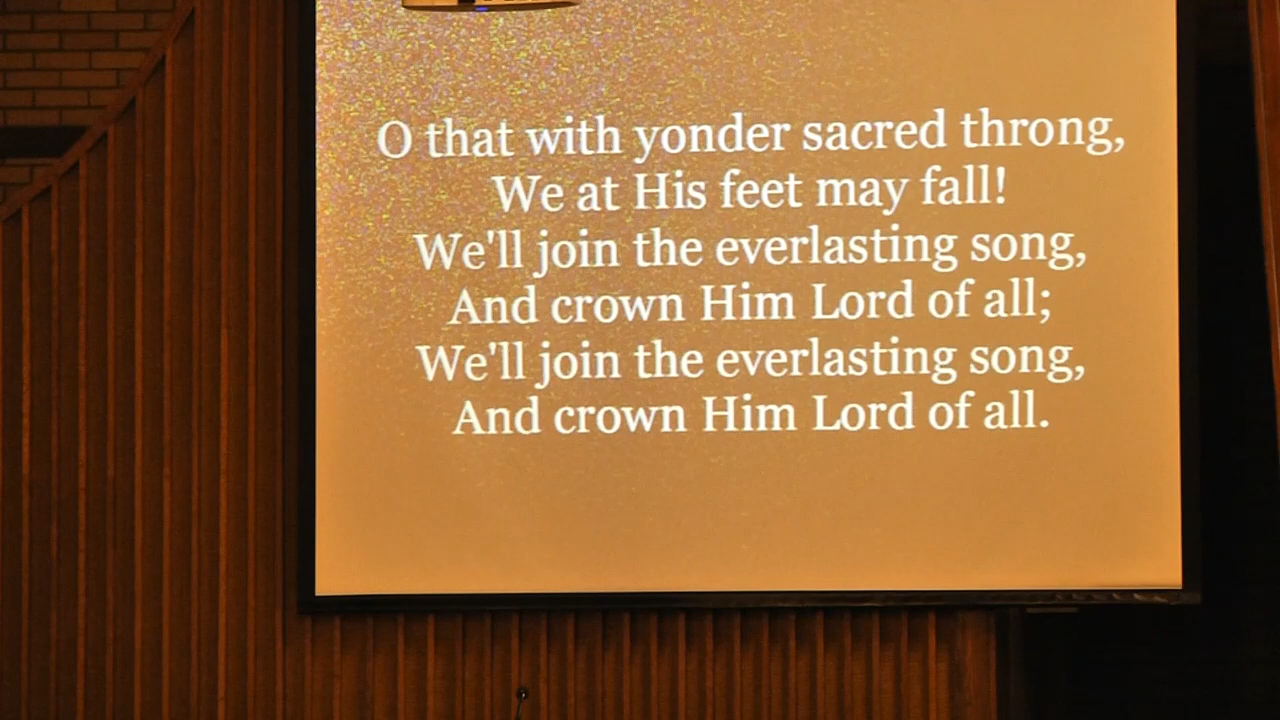 O that with yonder sacred throng,
We at His feet may fall!
We'll join the everlasting song,
And crown Him Lord of all;
We'll join the everlasting song,
And crown Him Lord of all.